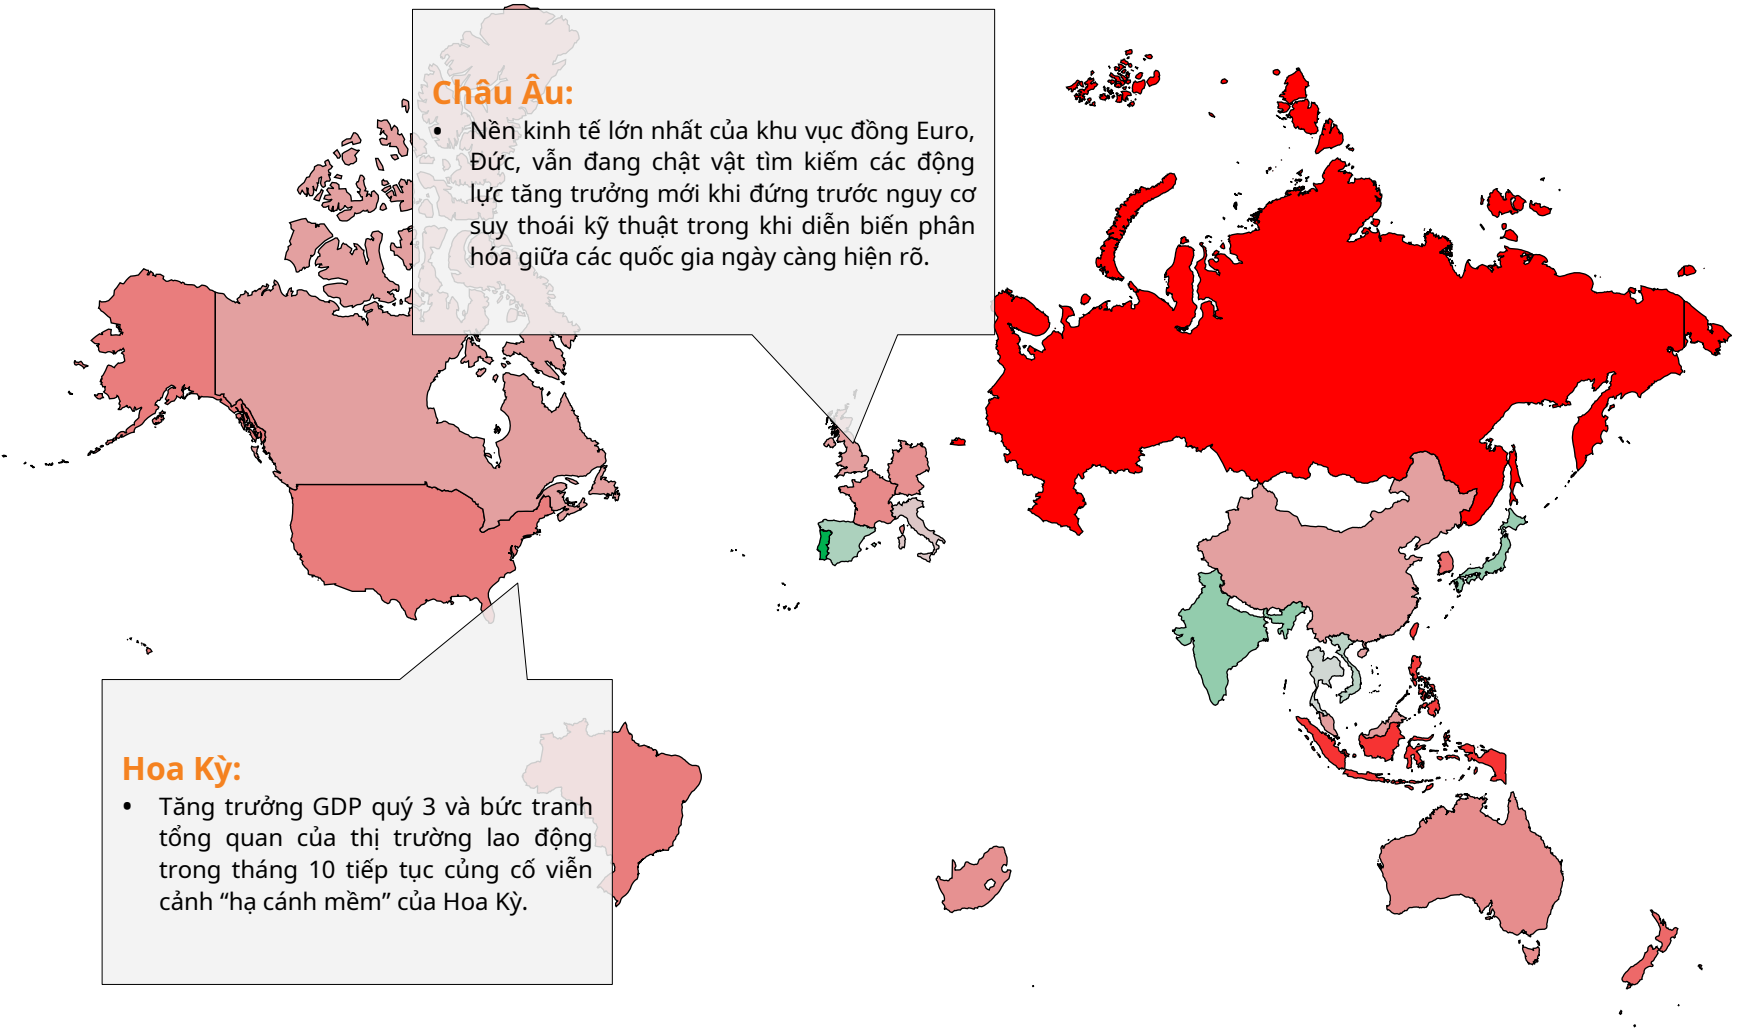 Châu Âu:
• Nền kinh tế lớn nhất của khu vục đồng Euro,
Đức, vẫn đang chật vật tìm kiếm các động
lực tăng trưởng mới khi đứng trước nguy cơ
suy thoái kỹ thuật trong khi diễn biến phân
hóa giữa các quốc gia ngày càng hiện rõ.
Hoa Kỳ:
• Tăng trưởng GDP quý 3 và bức tranh
tổng quan của thị trường lao động
trong tháng 10 tiếp tục củng cố viễn
cảnh “hạ cánh mềm” của Hoa Kỳ.